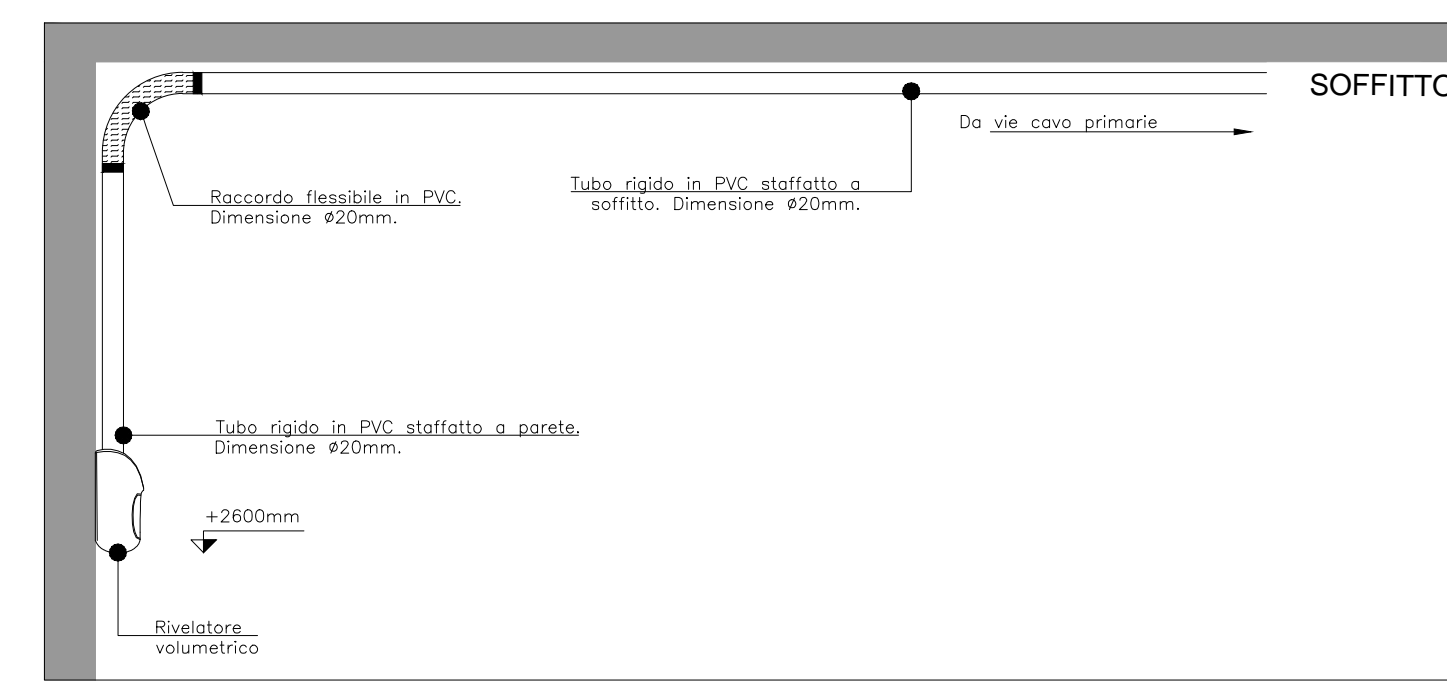 SOFFITTO
Da vie cavo primarie
Raccordo flessibile in PVC.
Dimensione ø20mm.
Tubo rigido in PVC staffatto a
soffitto. Dimensione ø20mm.
Tubo rigido in PVC staffatto a parete.
Dimensione ø20mm.
+2600mm
Rivelatore
volumetrico